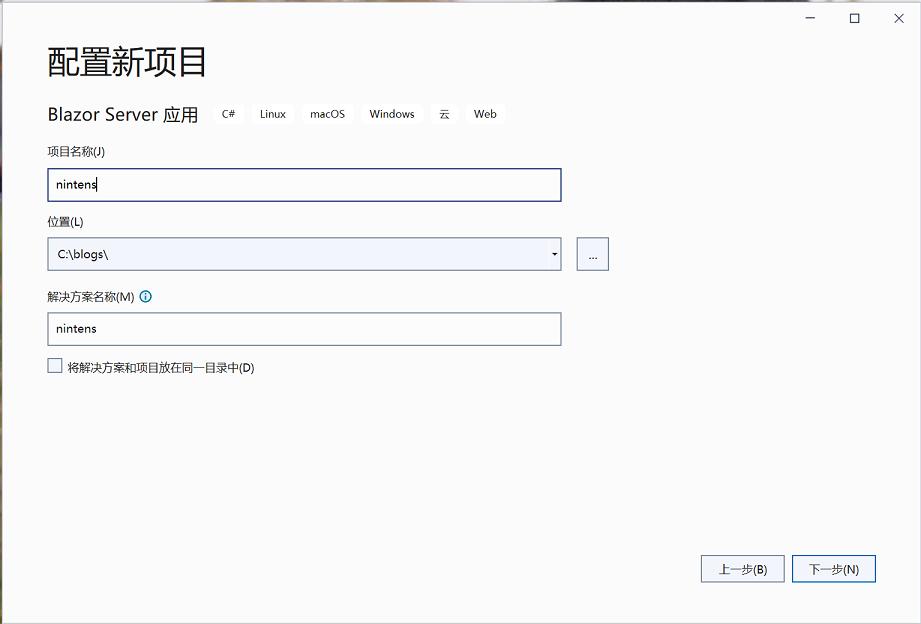 配置新项目
Blazor Server 应用 C# Linux macOS Windows 云 Web
项目名称(J)
nintens
位置(L)
C:\blogs\
...
解决方案名称(M)
nintens
将解决方案和项目放在同一目录中(D)
上一步(B) 下一步(N)